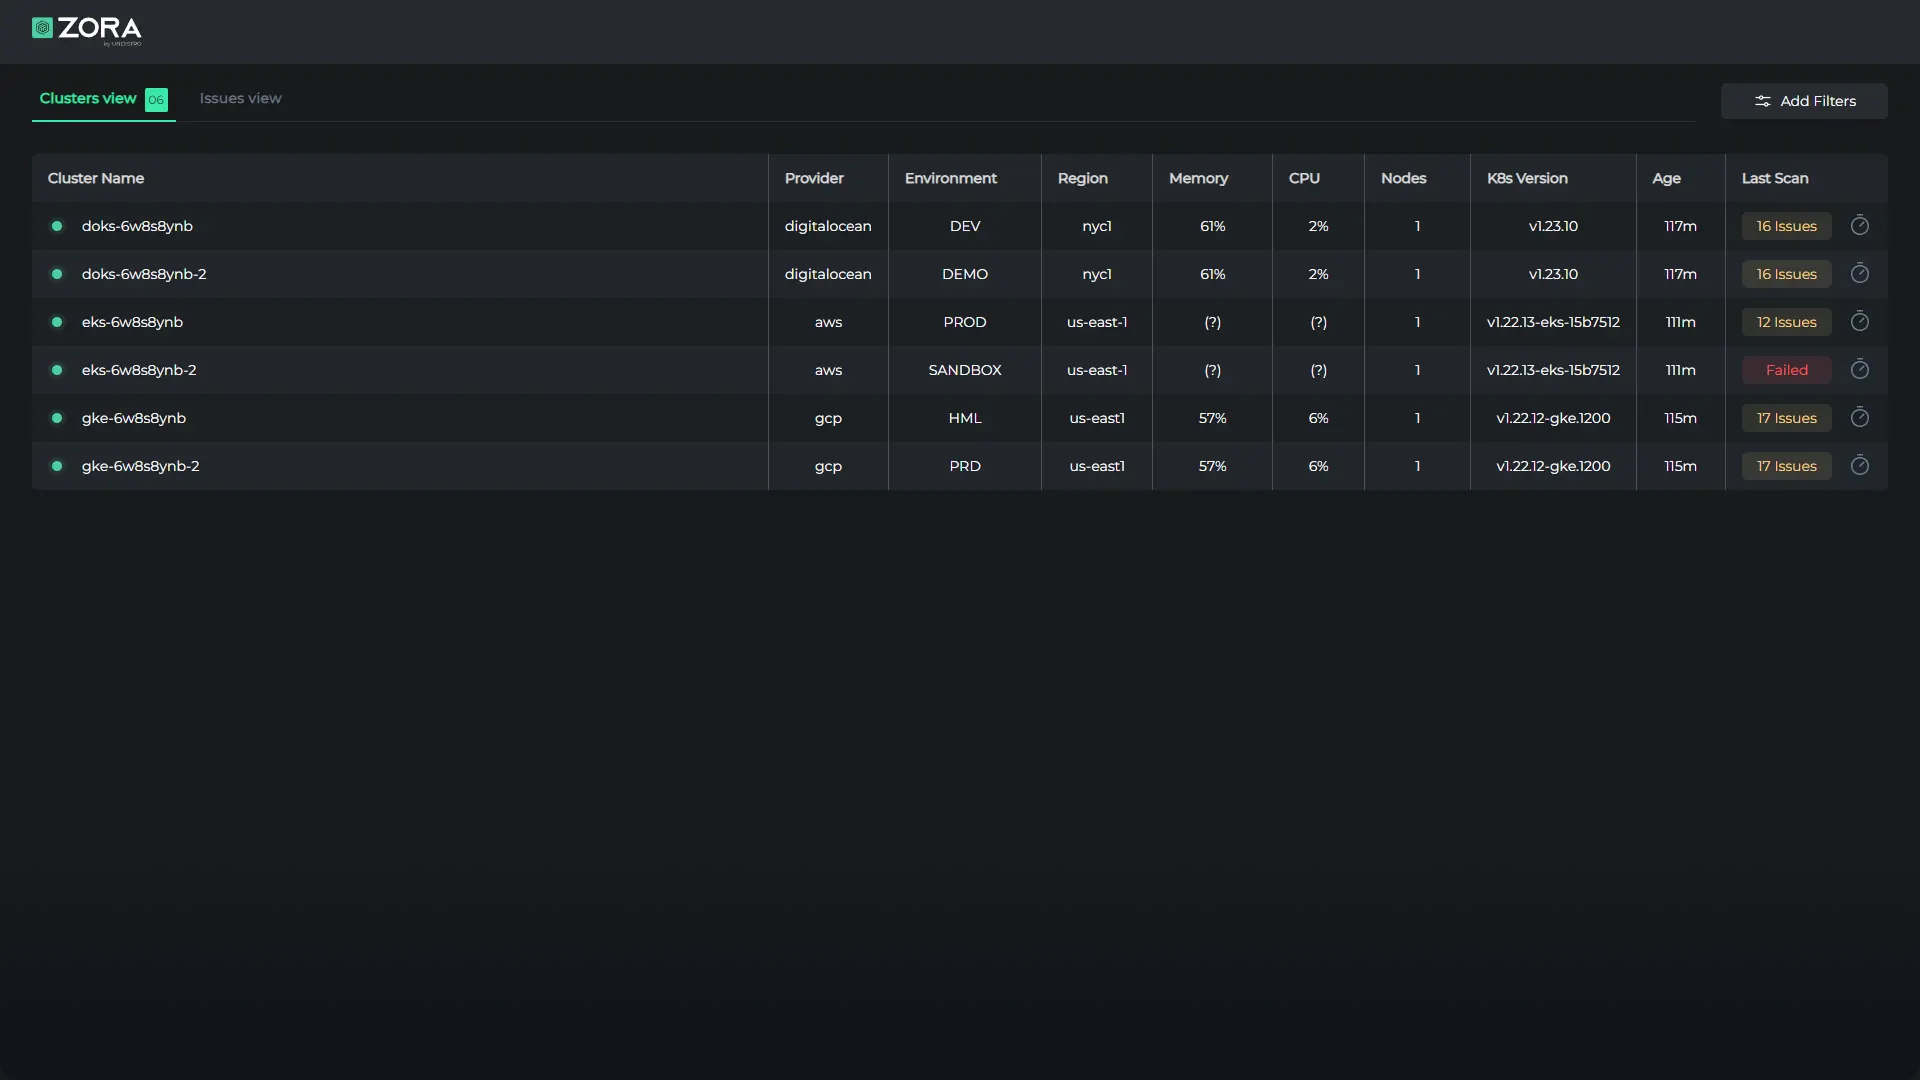 ZORA
by UNDISTRO
Clusters view 06 Issues view Add Filters
Cluster Name Provider Environment Region Memory CPU Nodes K8s Version Age Last Scan
doks-6w8s8ynb digitalocean DEV nyc1 61% 2% 1 v1.23.10 117m 16 Issues
doks-6w8s8ynb-2 digitalocean DEMO nyc1 61% 2% 1 v1.23.10 117m 16 Issues
eks-6w8s8ynb aws PROD us-east-1 (?) (?) 1 v1.22.13-eks-15b7512 111m 12 Issues
eks-6w8s8ynb-2 aws SANDBOX us-east-1 (?) (?) 1 v1.22.13-eks-15b7512 111m Failed
gke-6w8s8ynb gcp HML us-east1 57% 6% 1 v1.22.12-gke.1200 115m 17 Issues
gke-6w8s8ynb-2 gcp PRD us-east1 57% 6% 1 v1.22.12-gke.1200 115m 17 Issues